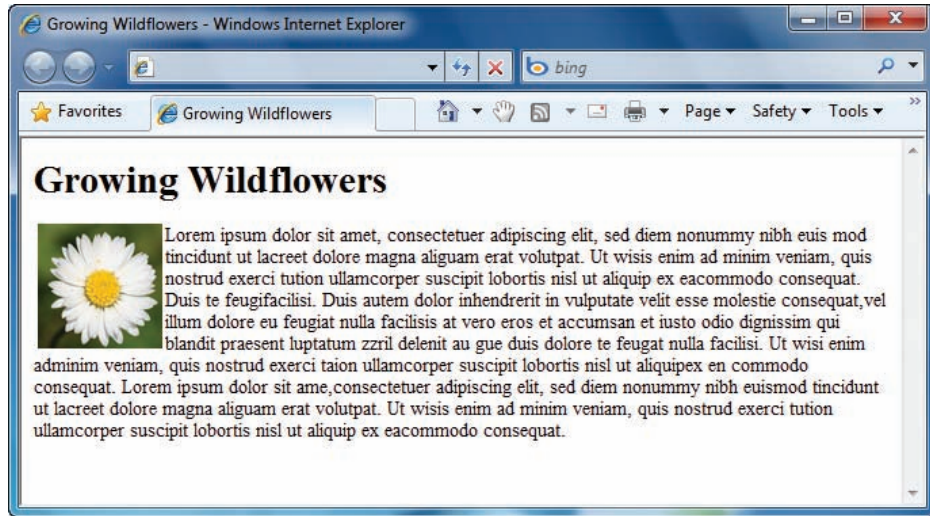 Growing Wildflowers - Windows Internet Explorer
bing
Favorites
Growing Wildflowers
Page
Safety
Tools
Growing Wildflowers
Lorem ipsum dolor sit amet, consectetuer adipiscing elit, sed diem nonummy nibh euis mod
tincidunt ut lacreet dolore magna aliguam erat volutpat. Ut wisis enim ad minim veniam, quis
nostrud exerci tution ullamcorper suscipit lobortis nisl ut aliquip ex eacommodo consequat.
Duis te feugifacilisi. Duis autem dolor inhendrerit in vulputate velit esse molestie consequat,vel
illum dolore eu feugiat nulla facilisis at vero eros et accumsan et iusto odio dignissim qui
blandit praesent luptatum zzril delenit au gue duis dolore te feugat nulla facilisi. Ut wisi enim
adminim veniam, quis nostrud exerci taion ullamcorper suscipit lobortis nisl ut aliquipex en commodo
consequat. Lorem ipsum dolor sit ame,consectetuer adipiscing elit, sed diem nonummy nibh euismod tincidunt
ut lacreet dolore magna aliguam erat volutpat. Ut wisis enim ad minim veniam, quis nostrud exerci tution
ullamcorper suscipit lobortis nisl ut aliquip ex eacommodo consequat.